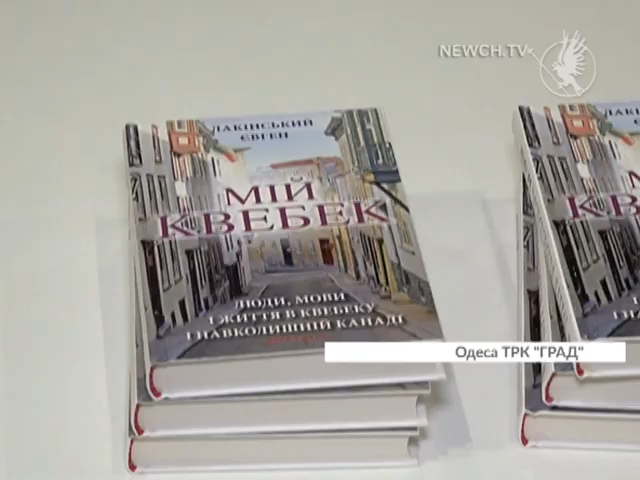 NEWCH.TV
ЛАКІНСЬКИЙ
ЄВГЕН
МІЙ
КВЕБЕК
ЛЮДИ, МОВИ
І ЖИТТЯ В КВЕБЕКУ
І НАВКОЛИШНІЙ КАНАДІ
Одеса ТРК "ГРАД"